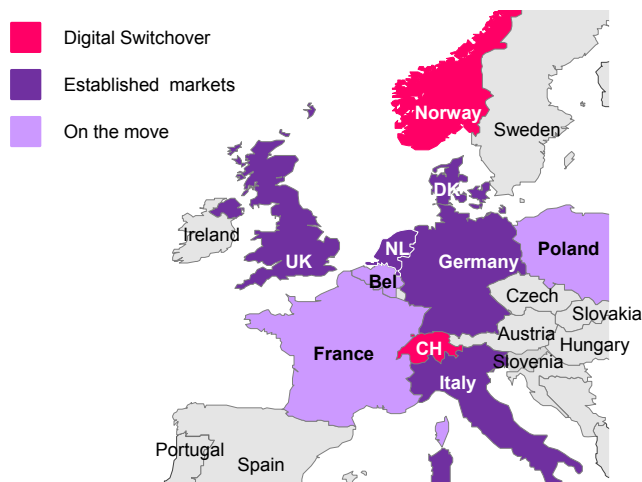 Digital Switchover
Established markets
On the move
Norway
Sweden
DK
Ireland
UK
NL
Germany
Poland
Bel
Czech
Slovakia
Austria
Hungary
France
CH
Slovenia
Italy
Portugal
Spain